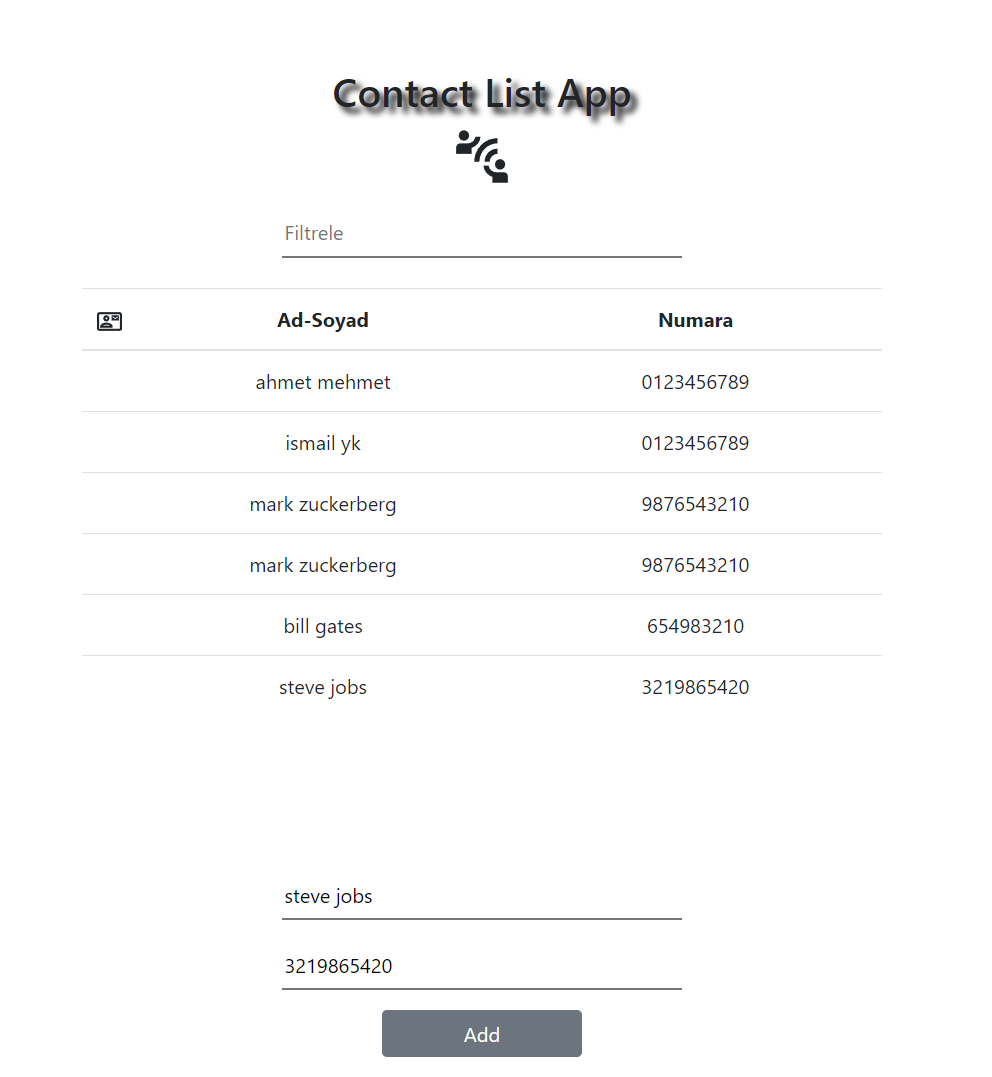 Contact List App
Filtrele
Ad-Soyad Numara
ahmet mehmet 0123456789
ismail yk 0123456789
mark zuckerberg 9876543210
mark zuckerberg 9876543210
bill gates 654983210
steve jobs 3219865420
steve jobs
3219865420
Add